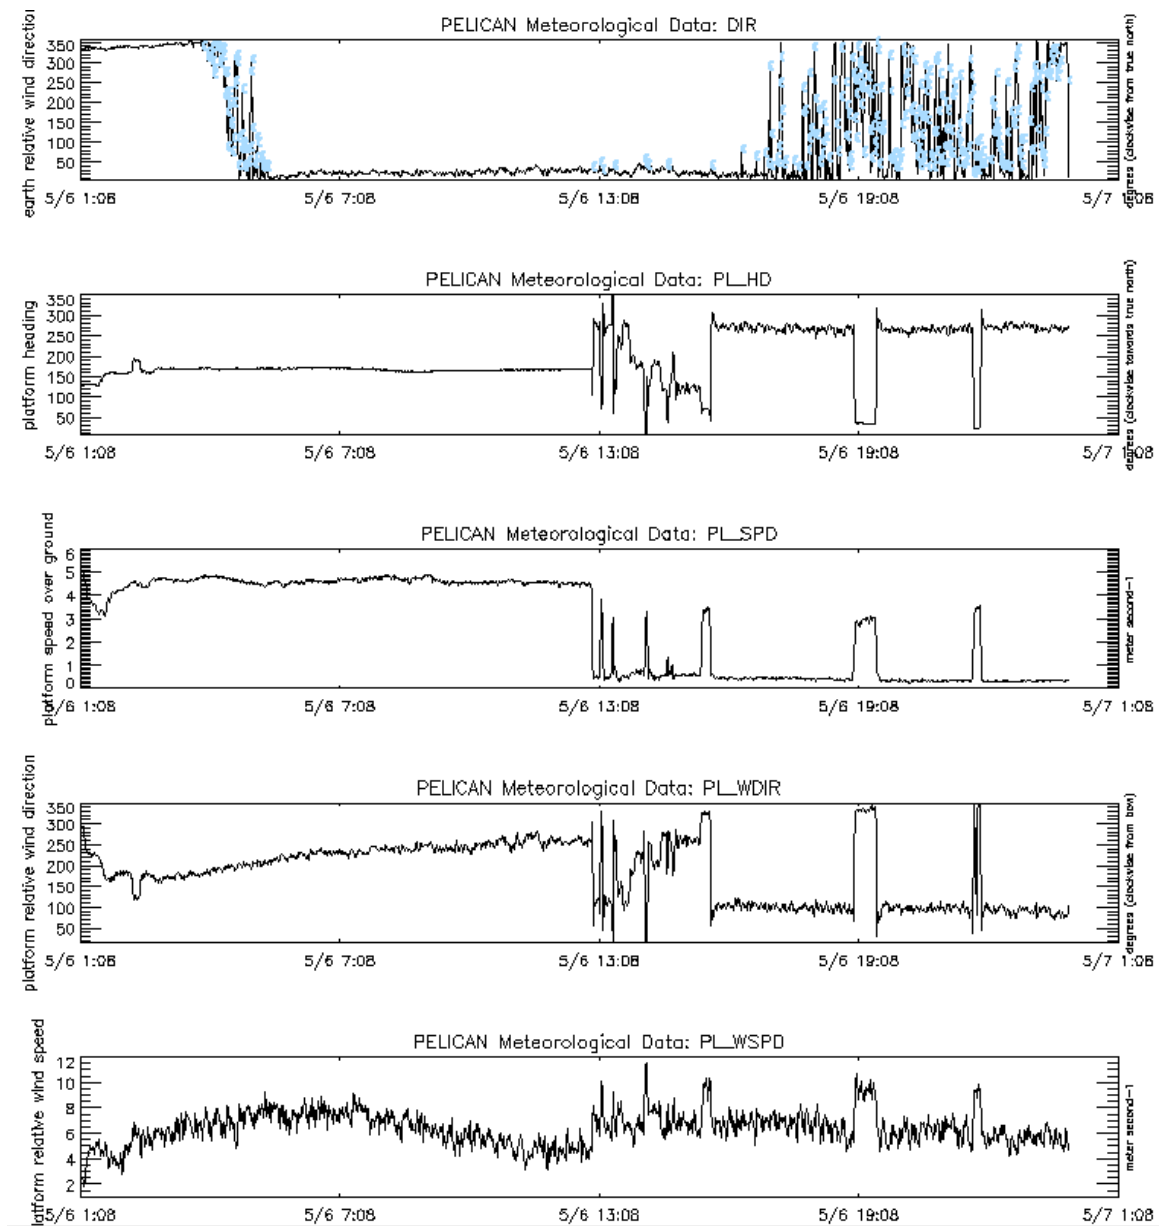 PELICAN Meteorological Data: DIR
earth relative wind direction
350
300
250
200
150
100
50
degrees (clockwise from true north)
5/6 1:08 5/6 7:08 5/6 13:08 5/6 19:08 5/7 1:08
PELICAN Meteorological Data: PL_HD
platform heading
350
300
250
200
150
100
50
degrees (clockwise towards true north)
5/6 1:08 5/6 7:08 5/6 13:08 5/6 19:08 5/7 1:08
PELICAN Meteorological Data: PL_SPD
platform speed over ground
6
5
4
3
2
1
0
meter second-1
5/6 1:08 5/6 7:08 5/6 13:08 5/6 19:08 5/7 1:08
PELICAN Meteorological Data: PL_WDIR
platform relative wind direction
350
300
250
200
150
100
50
degrees (clockwise from bow)
5/6 1:08 5/6 7:08 5/6 13:08 5/6 19:08 5/7 1:08
PELICAN Meteorological Data: PL_WSPD
platform relative wind speed
12
10
8
6
4
2
meter second-1
5/6 1:08 5/6 7:08 5/6 13:08 5/6 19:08 5/7 1:08